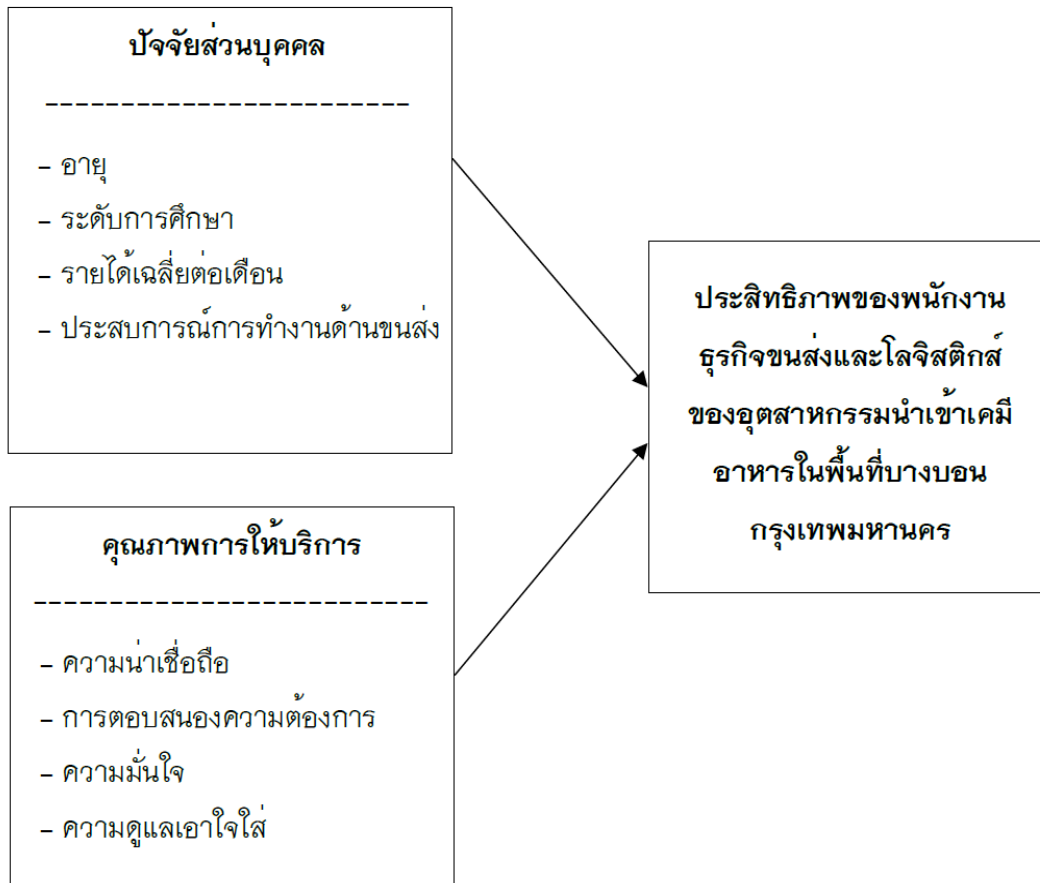 ปัจจัยส่วนบุคคล
------------------------
- อายุ
- ระดับการศึกษา
- รายได้เฉลี่ยต่อเดือน
- ประสบการณ์การทำงานด้านขนส่ง
ประสิทธิภาพของพนักงาน
ธุรกิจขนส่งและโลจิสติกส์
ของอุตสาหกรรมนำเข้าเคมี
อาหารในพื้นที่บางบอน
กรุงเทพมหานคร
คุณภาพการให้บริการ
--------------------------
- ความน่าเชื่อถือ
- การตอบสนองความต้องการ
- ความมั่นใจ
- ความดูแลเอาใจใส่